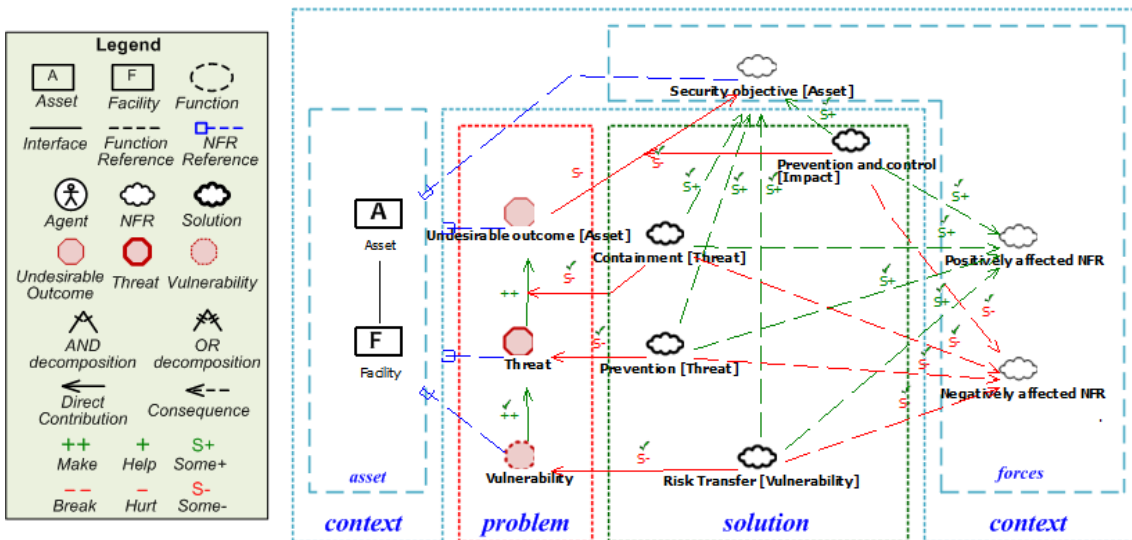 Legend
A
F
Asset
Facility
Function
Interface
Function
Reference
NFR
Reference
Agent
NFR
Solution
Undesirable
Outcome
Threat
Vulnerability
AND
decomposition
OR
decomposition
Direct
Contribution
Consequence
++
+
S+
Make
Help
Some+
--
-
S-
Break
Hurt
Some-
Security objective [Asset]
S+
Prevention and control
[Impact]
S-
S-
S+
S+
S+
S+
A
Asset
Undesirable outcome [Asset]
Containment [Threat]
S+
Positively affected NFR
S-
++
S+
S+
S-
F
Facility
Threat
S-
Prevention [Threat]
S-
S-
Negatively affected NFR
++
S-
S-
Vulnerability
Risk Transfer [Vulnerability]
asset
forces
context
problem
solution
context